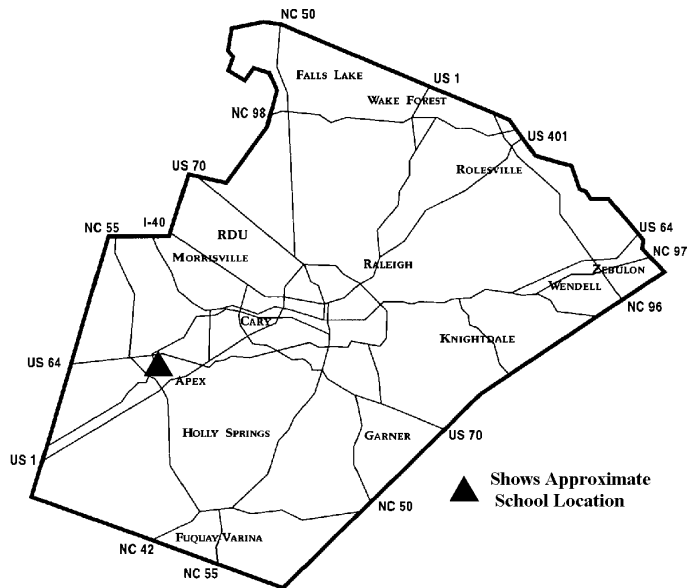 NC 50
FALLS LAKE
US 1
WAKE FOREST
NC 98
US 401
US 70
ROLESVILLE
NC 55
I-40
RDU
US 64
MORRISVILLE
RALEIGH
NC 97
ZEBULON
WENDELL
CARY
NC 96
KNIGHTDALE
US 64
APEX
HOLLY SPRINGS
GARNER
US 70
US 1
Shows Approximate
School Location
NC 50
FUQUAY VARINA
NC 42
NC 55